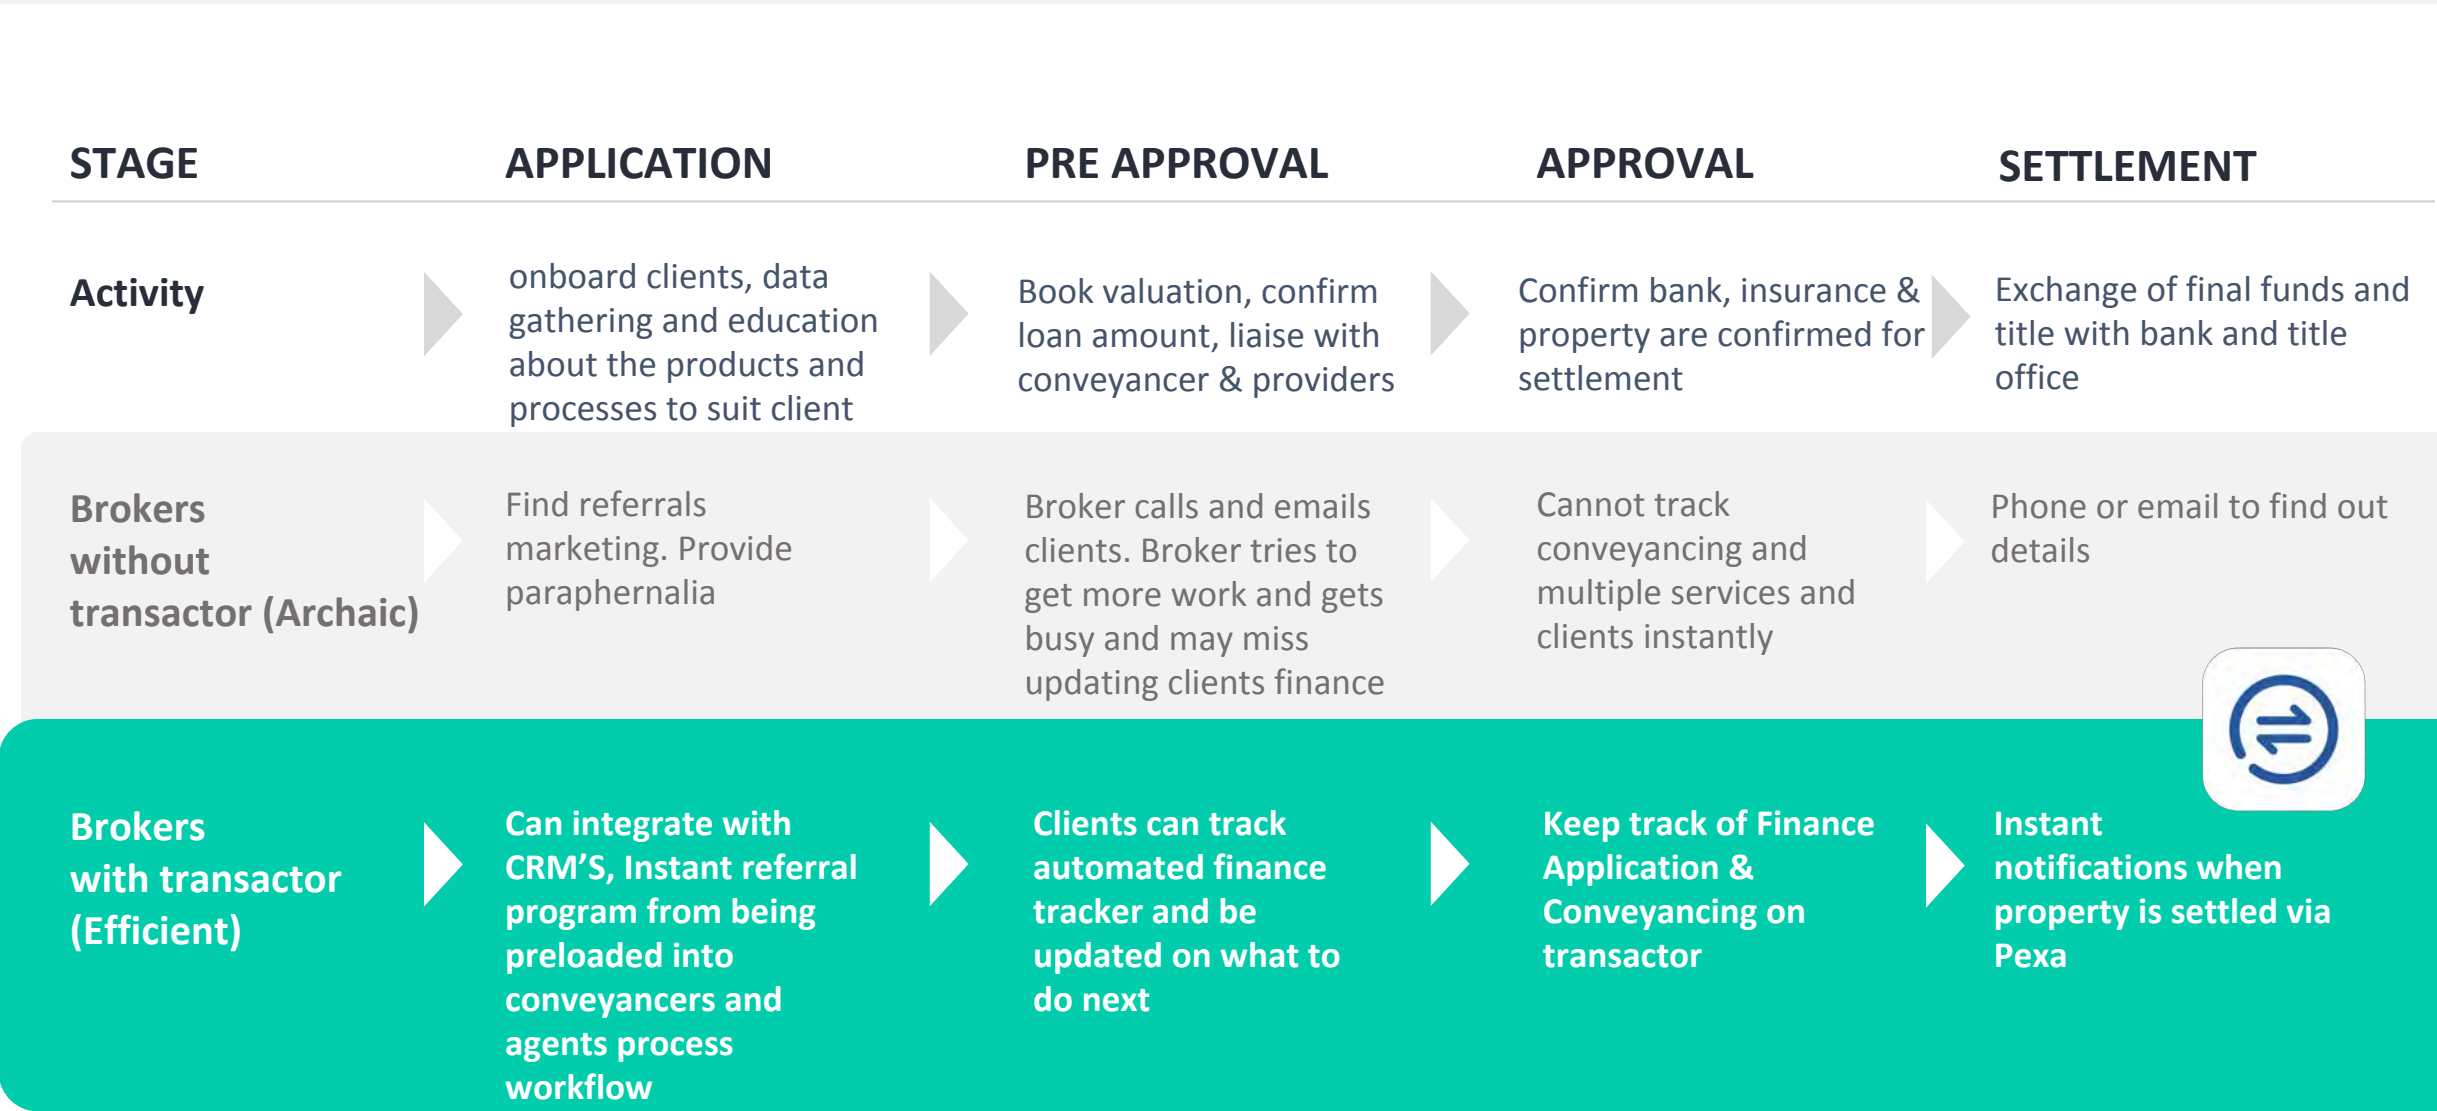 STAGE
APPLICATION
PRE APPROVAL
APPROVAL
SETTLEMENT
Activity
onboard clients, data
gathering and education
about the products and
processes to suit client
Book valuation, confirm
loan amount, liaise with
conveyancer & providers
Confirm bank, insurance &
property are confirmed for
settlement
Exchange of final funds and
title with bank and title
office
Brokers
without
transactor (Archaic)
Find referrals
marketing. Provide
paraphernalia
Broker calls and emails
clients. Broker tries to
get more work and gets
busy and may miss
updating clients finance
Cannot track
conveyancing and
multiple services and
clients instantly
Phone or email to find out
details
Brokers
with transactor
(Efficient)
Can integrate with
CRM’S, Instant referral
program from being
preloaded into
conveyancers and
agents process
workflow
Clients can track
automated finance
tracker and be
updated on what to
do next
Keep track of Finance
Application &
Conveyancing on
transactor
Instant
notifications when
property is settled via
Pexa